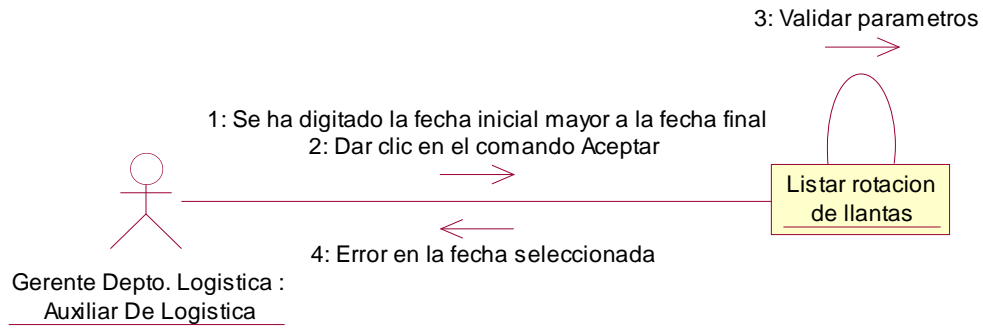 3: Validar parametros
1: Se ha digitado la fecha inicial mayor a la fecha final
2: Dar clic en el comando Aceptar
Listar rotacion
de llantas
4: Error en la fecha seleccionada
Gerente Depto. Logistica :
Auxiliar De Logistica